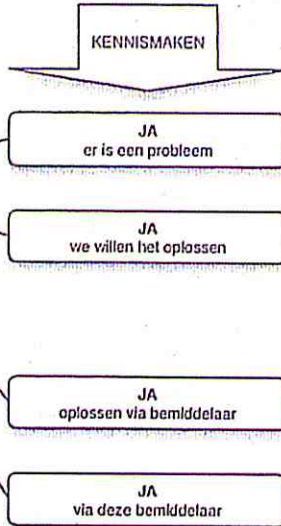 KENNISMAKEN
JA
er is een probleem
JA
we willen het oplossen
JA
oplossen via bemiddelaar
JA
via deze bemiddelaar